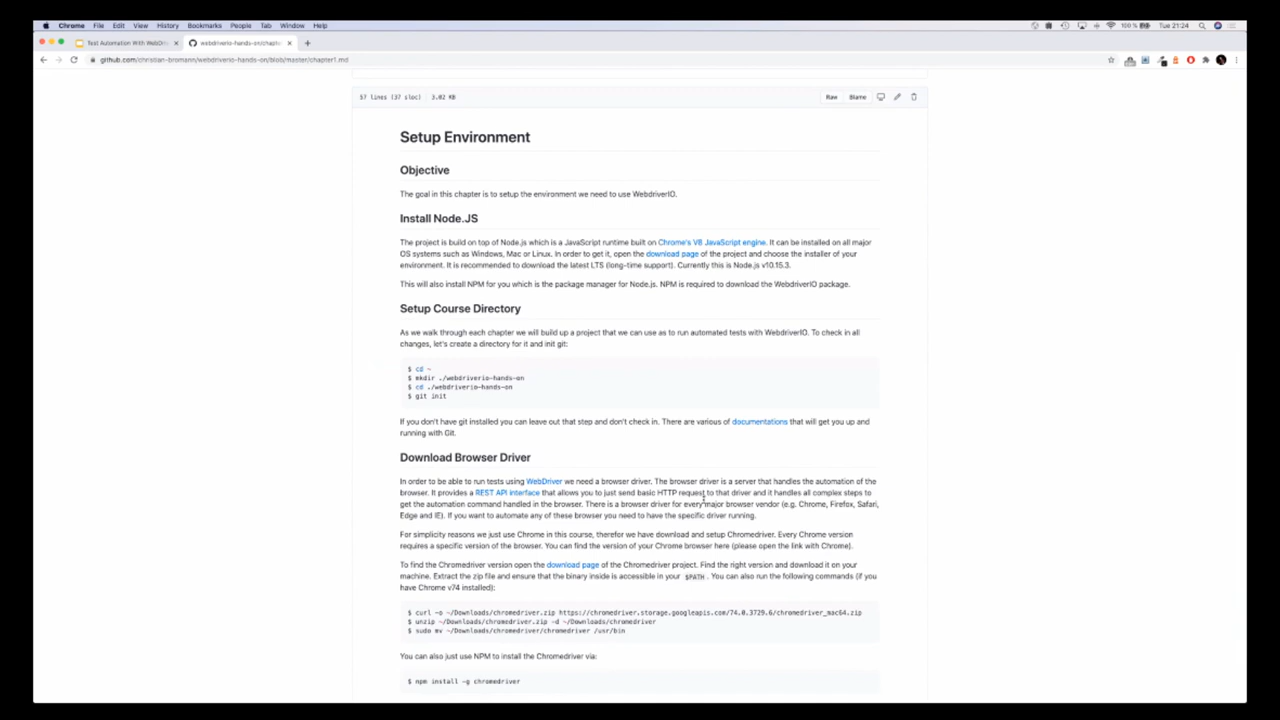 Chrome File Edit View History Bookmarks People Tab Window Help 100 % Tue 21:24
Test Automation With WebDriv
webdriverio-hands-on/chapte
github.com/christian-bromann/webdriverio-hands-on/blob/master/chapter1.md
57 lines (37 sloc) 3.02 KB Raw Blame
Setup Environment
Objective
The goal in this chapter is to setup the environment we need to use WebdriverIO.
Install Node.JS
The project is build on top of Node.js which is a JavaScript runtime built on Chrome's V8 JavaScript engine. It can be installed on all major
OS systems such as Windows, Mac or Linux. In order to get it, open the download page of the project and choose the installer of your
environment. It is recommended to download the latest LTS (long-time support). Currently this is Node.js v10.15.3.
This will also install NPM for you which is the package manager for Node.js. NPM is required to download the WebdriverIO package.
Setup Course Directory
As we walk through each chapter we will build up a project that we can use as to run automated tests with WebdriverIO. To check in all
changes, let's create a directory for it and init git:
$ cd ~
$ mkdir ./webdriverio-hands-on
$ cd ./webdriverio-hands-on
$ git init
If you don't have git installed you can leave out that step and don't check in. There are various of documentations that will get you up and
running with Git.
Download Browser Driver
In order to be able to run tests using WebDriver we need a browser driver. The browser driver is a server that handles the automation of the
browser. It provides a REST API interface that allows you to just send basic HTTP request to that driver and it handles all complex steps to
get the automation command handled in the browser. There is a browser driver for every major browser vendor (e.g. Chrome, Firefox, Safari,
Edge and IE). If you want to automate any of these browser you need to have the specific driver running.
For simplicity reasons we just use Chrome in this course, therefor we have download and setup Chromedriver. Every Chrome version
requires a specific version of the browser. You can find the version of your Chrome browser here (please open the link with Chrome).
To find the Chromedriver version open the download page of the Chromedriver project. Find the right version and download it on your
machine. Extract the zip file and ensure that the binary inside is accessible in your $PATH . You can also run the following commands (if you
have Chrome v74 installed):
$ curl -o ~/Downloads/chromedriver.zip https://chromedriver.storage.googleapis.com/74.0.3729.6/chromedriver_mac64.zip
$ unzip ~/Downloads/chromedriver.zip -d ~/Downloads/chromedriver
$ sudo mv ~/Downloads/chromedriver/chromedriver /usr/bin
You can also just use NPM to install the Chromedriver via:
$ npm install -g chromedriver